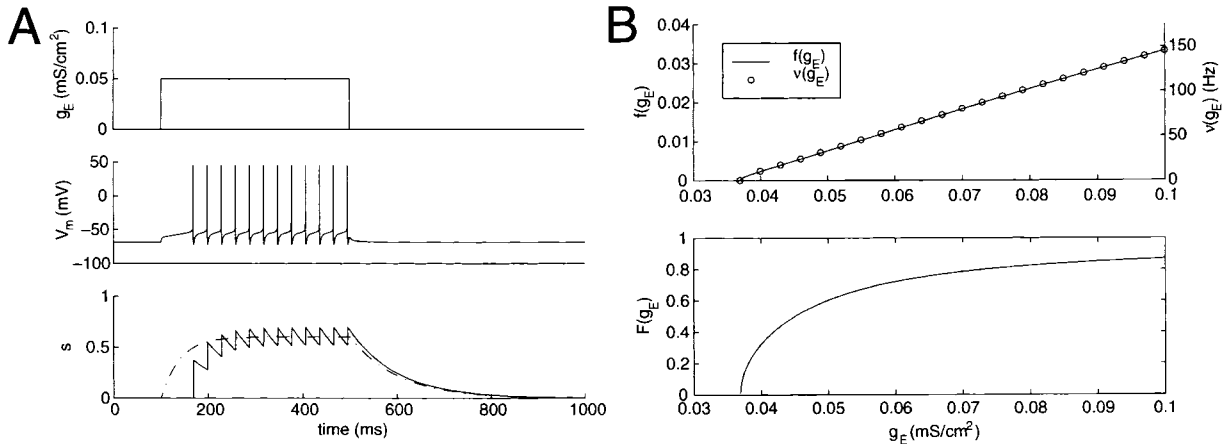 A
0.1
0.05
0
g_E (mS/cm²)
50
0
−50
−100
V_m (mV)
1
0.5
0
s
0 200 400 600 800 1000
time (ms)
B
0.04
0.03
0.02
0.01
0
f(g_E)
f(g_E)
ν(g_E)
150
100
50
0
ν(g_E) (Hz)
0.03 0.04 0.05 0.06 0.07 0.08 0.09 0.1
1
0.8
0.6
0.4
0.2
0
F(g_E)
0.03 0.04 0.05 0.06 0.07 0.08 0.09 0.1
g_E (mS/cm²)